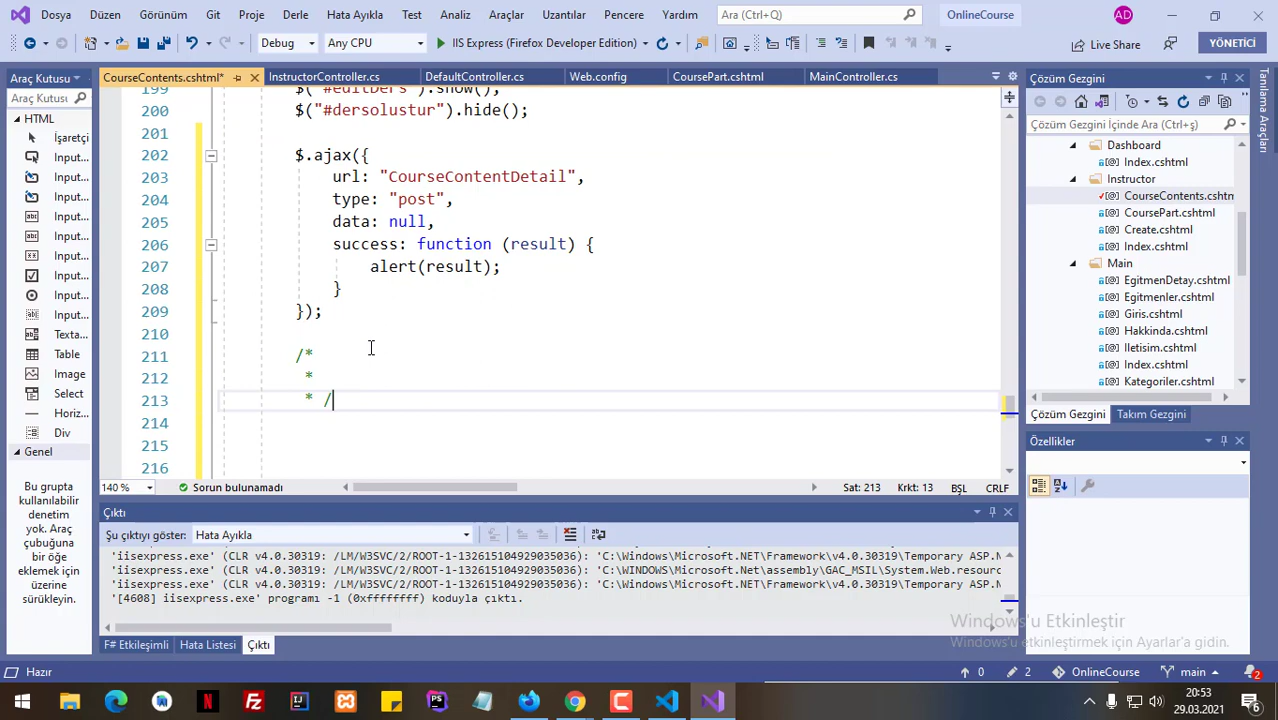 Dosya Düzen Görünüm Git Proje Derle Hata Ayıkla Test Analiz Araçlar Uzantılar Pencere Yardım Ara (Ctrl+Q) OnlineCourse AD
Debug Any CPU IIS Express (Firefox Developer Edition) Live Share YÖNETİCİ
Araç Kutusu
Araç Kutusu
HTML
İşaretçi
Input...
Input...
Input...
Input...
Input...
Input...
Input...
Input...
Texta...
Table
Image
Select
Horiz...
Div
Genel
Bu grupta
kullanılabilir
denetim
yok. Araç
çubuğuna
bir öğe
eklemek için
üzerine
sürükleyin.
CourseContents.cshtml* InstructorController.cs DefaultController.cs Web.config CoursePart.cshtml MainController.cs
199 $("#editDers").show();
200 $("#dersolustur").hide();
201
202 $.ajax({
203 url: "CourseContentDetail",
204 type: "post",
205 data: null,
206 success: function (result) {
207 alert(result);
208 }
209 });
210
211 /*
212 *
213 * /
214
215
216
140 % Sorun bulunamadı Sat: 213 Krkt: 13 BŞL CRLF
Çıktı
Şu çıktıyı göster: Hata Ayıkla
'iisexpress.exe' (CLR v4.0.30319: /LM/W3SVC/2/ROOT-1-132615104929035036): 'C:\Windows\Microsoft.NET\Framework\v4.0.30319\Temporary ASP.N
'iisexpress.exe' (CLR v4.0.30319: /LM/W3SVC/2/ROOT-1-132615104929035036): 'C:\WINDOWS\Microsoft.Net\assembly\GAC_MSIL\System.Web.resourc
'iisexpress.exe' (CLR v4.0.30319: /LM/W3SVC/2/ROOT-1-132615104929035036): 'C:\Windows\Microsoft.NET\Framework\v4.0.30319\Temporary ASP.N
'[4608] iisexpress.exe' programı -1 (0xffffffff) koduyla çıktı.
F# Etkileşimli Hata Listesi Çıktı
Çözüm Gezgini
Çözüm Gezgini İçinde Ara (Ctrl+ş)
Dashboard
Index.cshtml
Instructor
CourseContents.cshtm
CoursePart.cshtml
Create.cshtml
Index.cshtml
Main
EgitmenDetay.cshtml
Egitmenler.cshtml
Giris.cshtml
Hakkinda.cshtml
Iletisim.cshtml
Index.cshtml
Kategoriler.cshtml
Çözüm Gezgini Takım Gezgini
Özellikler
Tanılama Araçları
Windows'u Etkinleştir
Windows'u etkinleştirmek için Ayarlar'a gidin.
Hazır 0 2 OnlineCourse main 2
20:53
29.03.2021
6